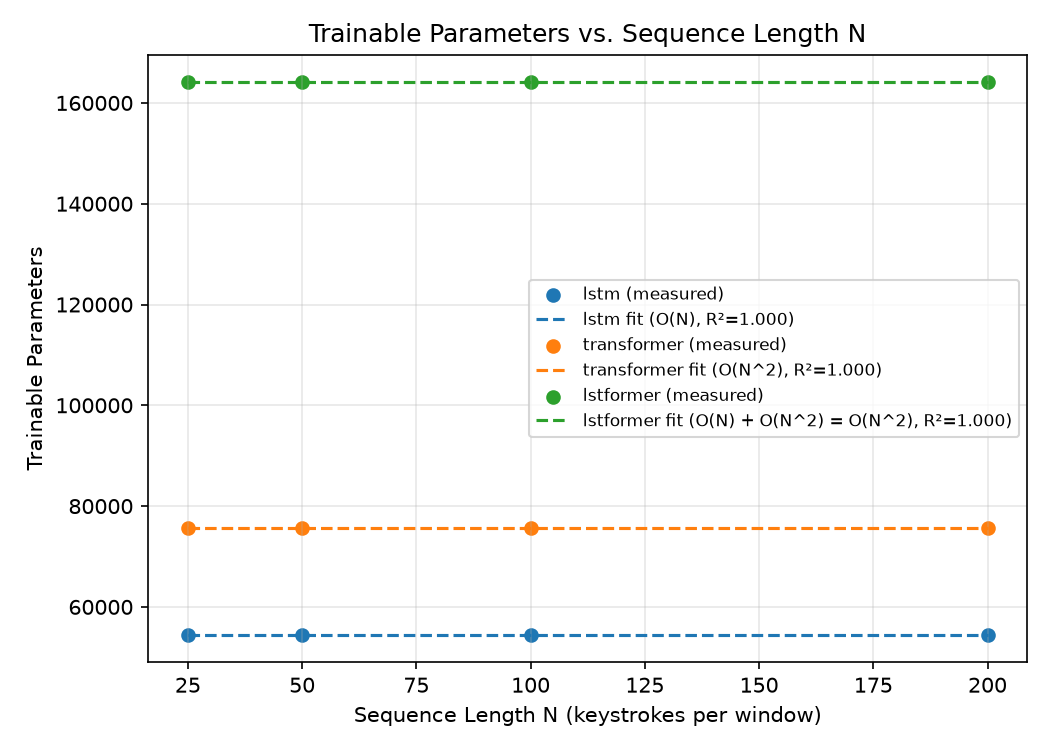 Trainable Parameters vs. Sequence Length N
Trainable Parameters
160000
140000
120000
100000
80000
60000
lstm (measured)
lstm fit (O(N), R²=1.000)
transformer (measured)
transformer fit (O(N^2), R²=1.000)
lstformer (measured)
lstformer fit (O(N) + O(N^2) = O(N^2), R²=1.000)
25 50 75 100 125 150 175 200
Sequence Length N (keystrokes per window)